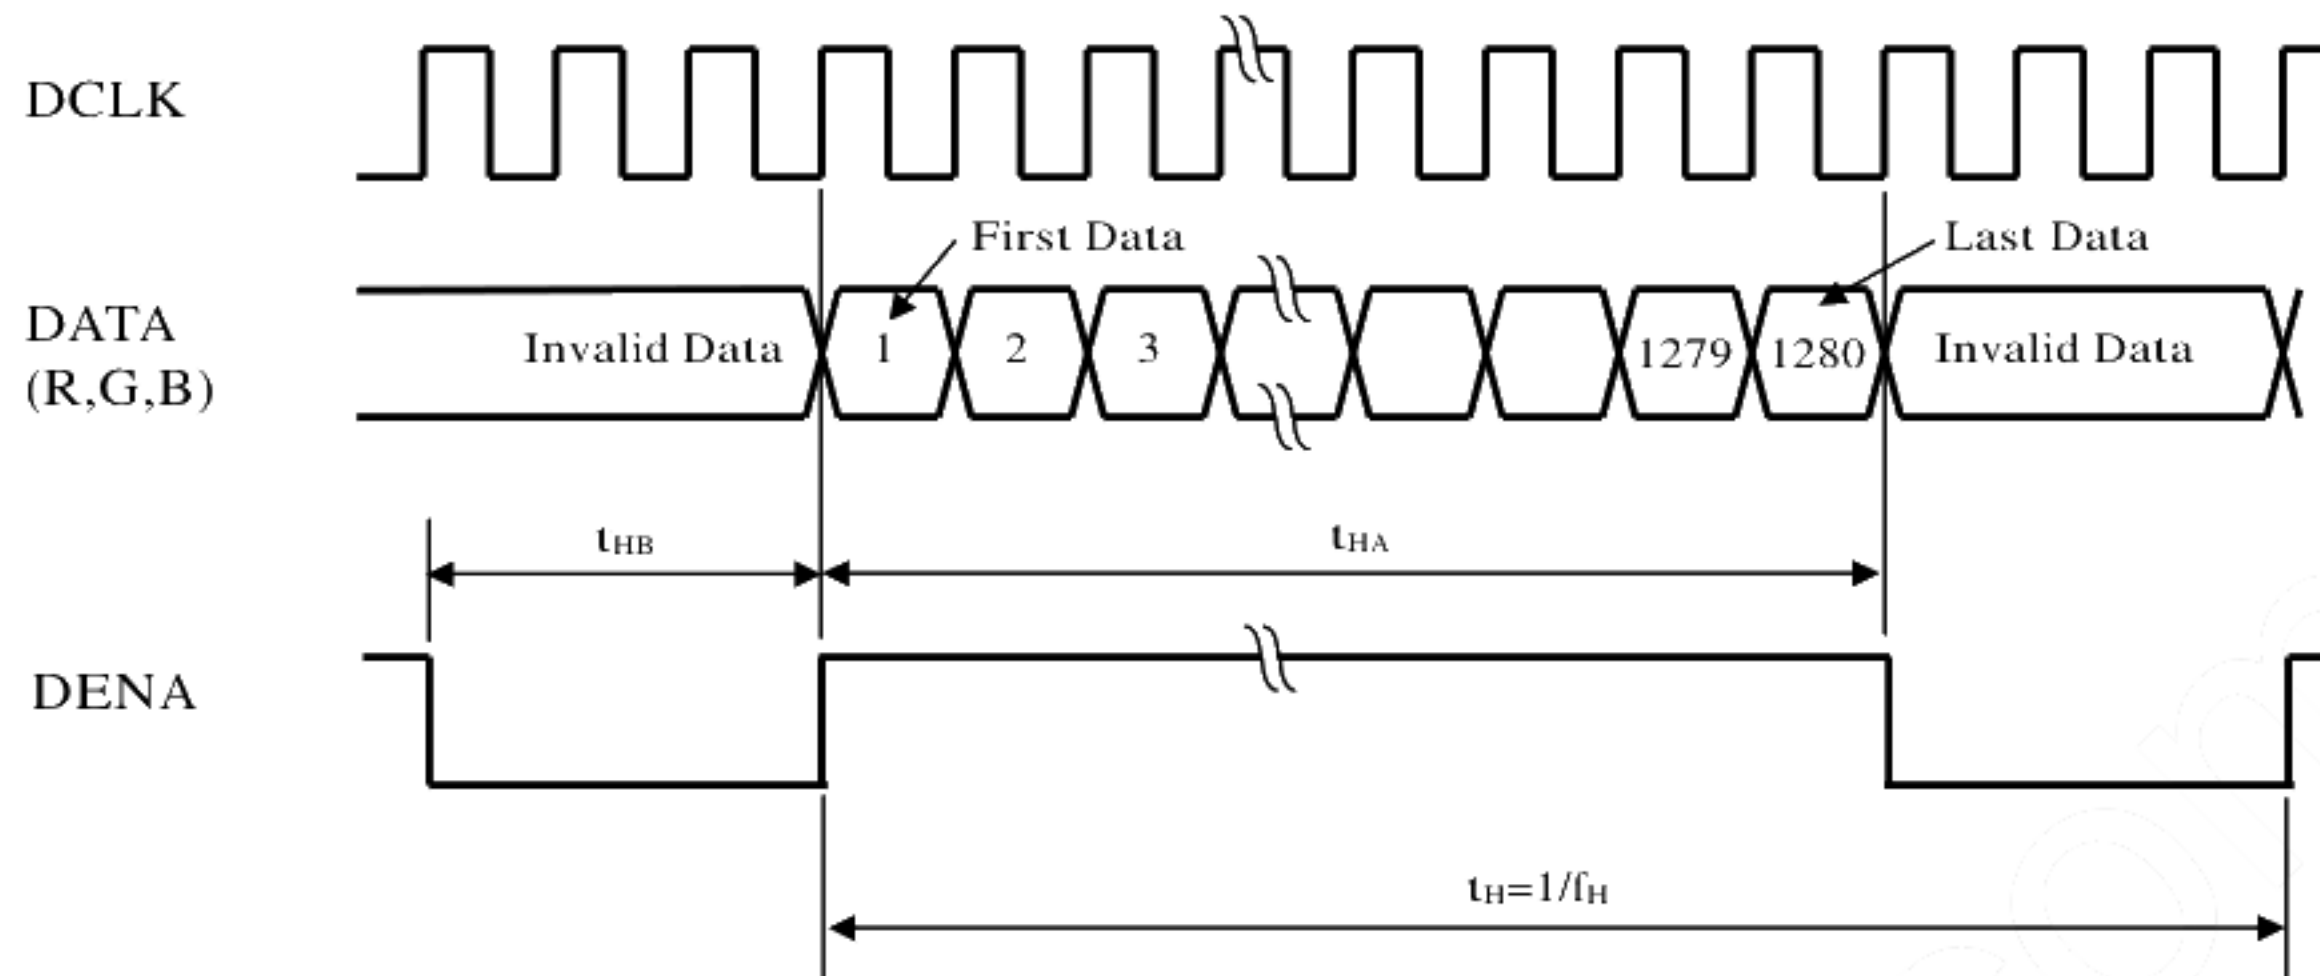 DCLK
First Data
Last Data
DATA
(R,G,B)
Invalid Data
1
2
3
1279
1280
Invalid Data
tHB
tHA
DENA
tH=1/fH